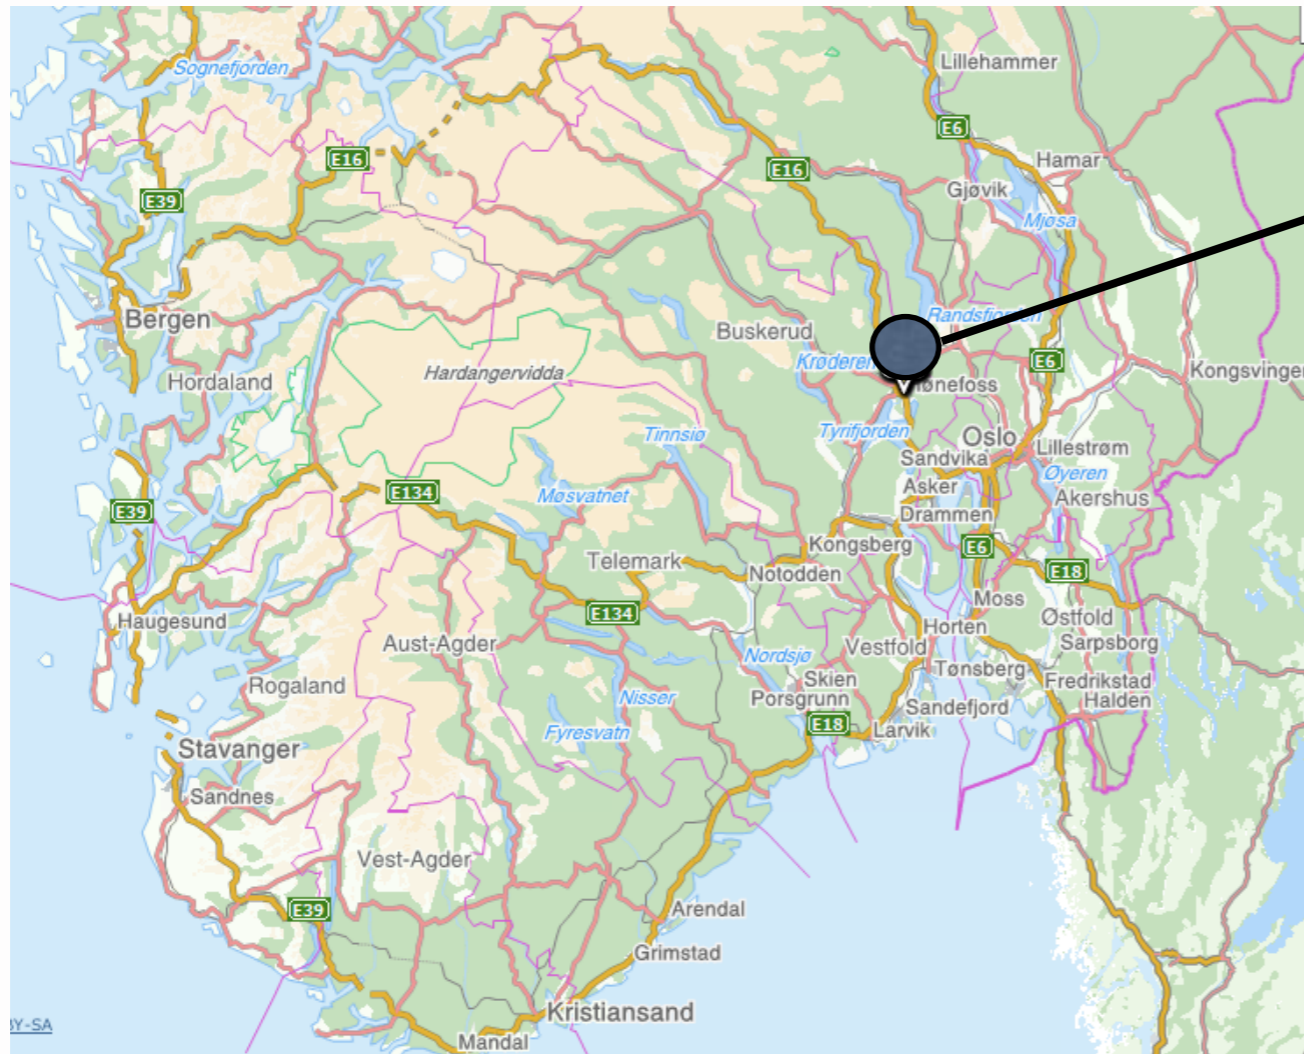 Sognefjorden
Lillehammer
E6
E16
E16
Hamar
Gjøvik
E39
Mjøsa
Bergen
Buskerud
Randsfjorden
Krøderen
E6
Hardangervidda
Hordaland
ønefoss
Kongsvinger
Tinnsjø
Tyrifjorden
Oslo
Lillestrøm
Sandvika
Øyeren
E134
Møsvatnet
Asker
Akershus
E39
Drammen
Kongsberg
E6
Telemark
Notodden
E18
Moss
E134
Haugesund
Horten
Østfold
Aust-Agder
Vestfold
Sarpsborg
Nordsjø
Tønsberg
Rogaland
Nisser
Skien
Fredrikstad
Porsgrunn
Sandefjord
Halden
Fyresvatn
E18
Larvik
Stavanger
Sandnes
Vest-Agder
E39
Arendal
Grimstad
Kristiansand
BY-SA
Mandal